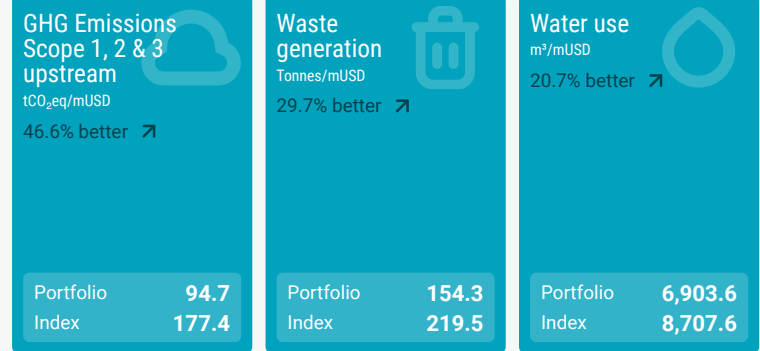 GHG Emissions
Scope 1, 2 & 3
upstream
tCO₂eq/mUSD
46.6% better
Portfolio 94.7
Index 177.4
Waste
generation
Tonnes/mUSD
29.7% better
Portfolio 154.3
Index 219.5
Water use
m³/mUSD
20.7% better
Portfolio 6,903.6
Index 8,707.6